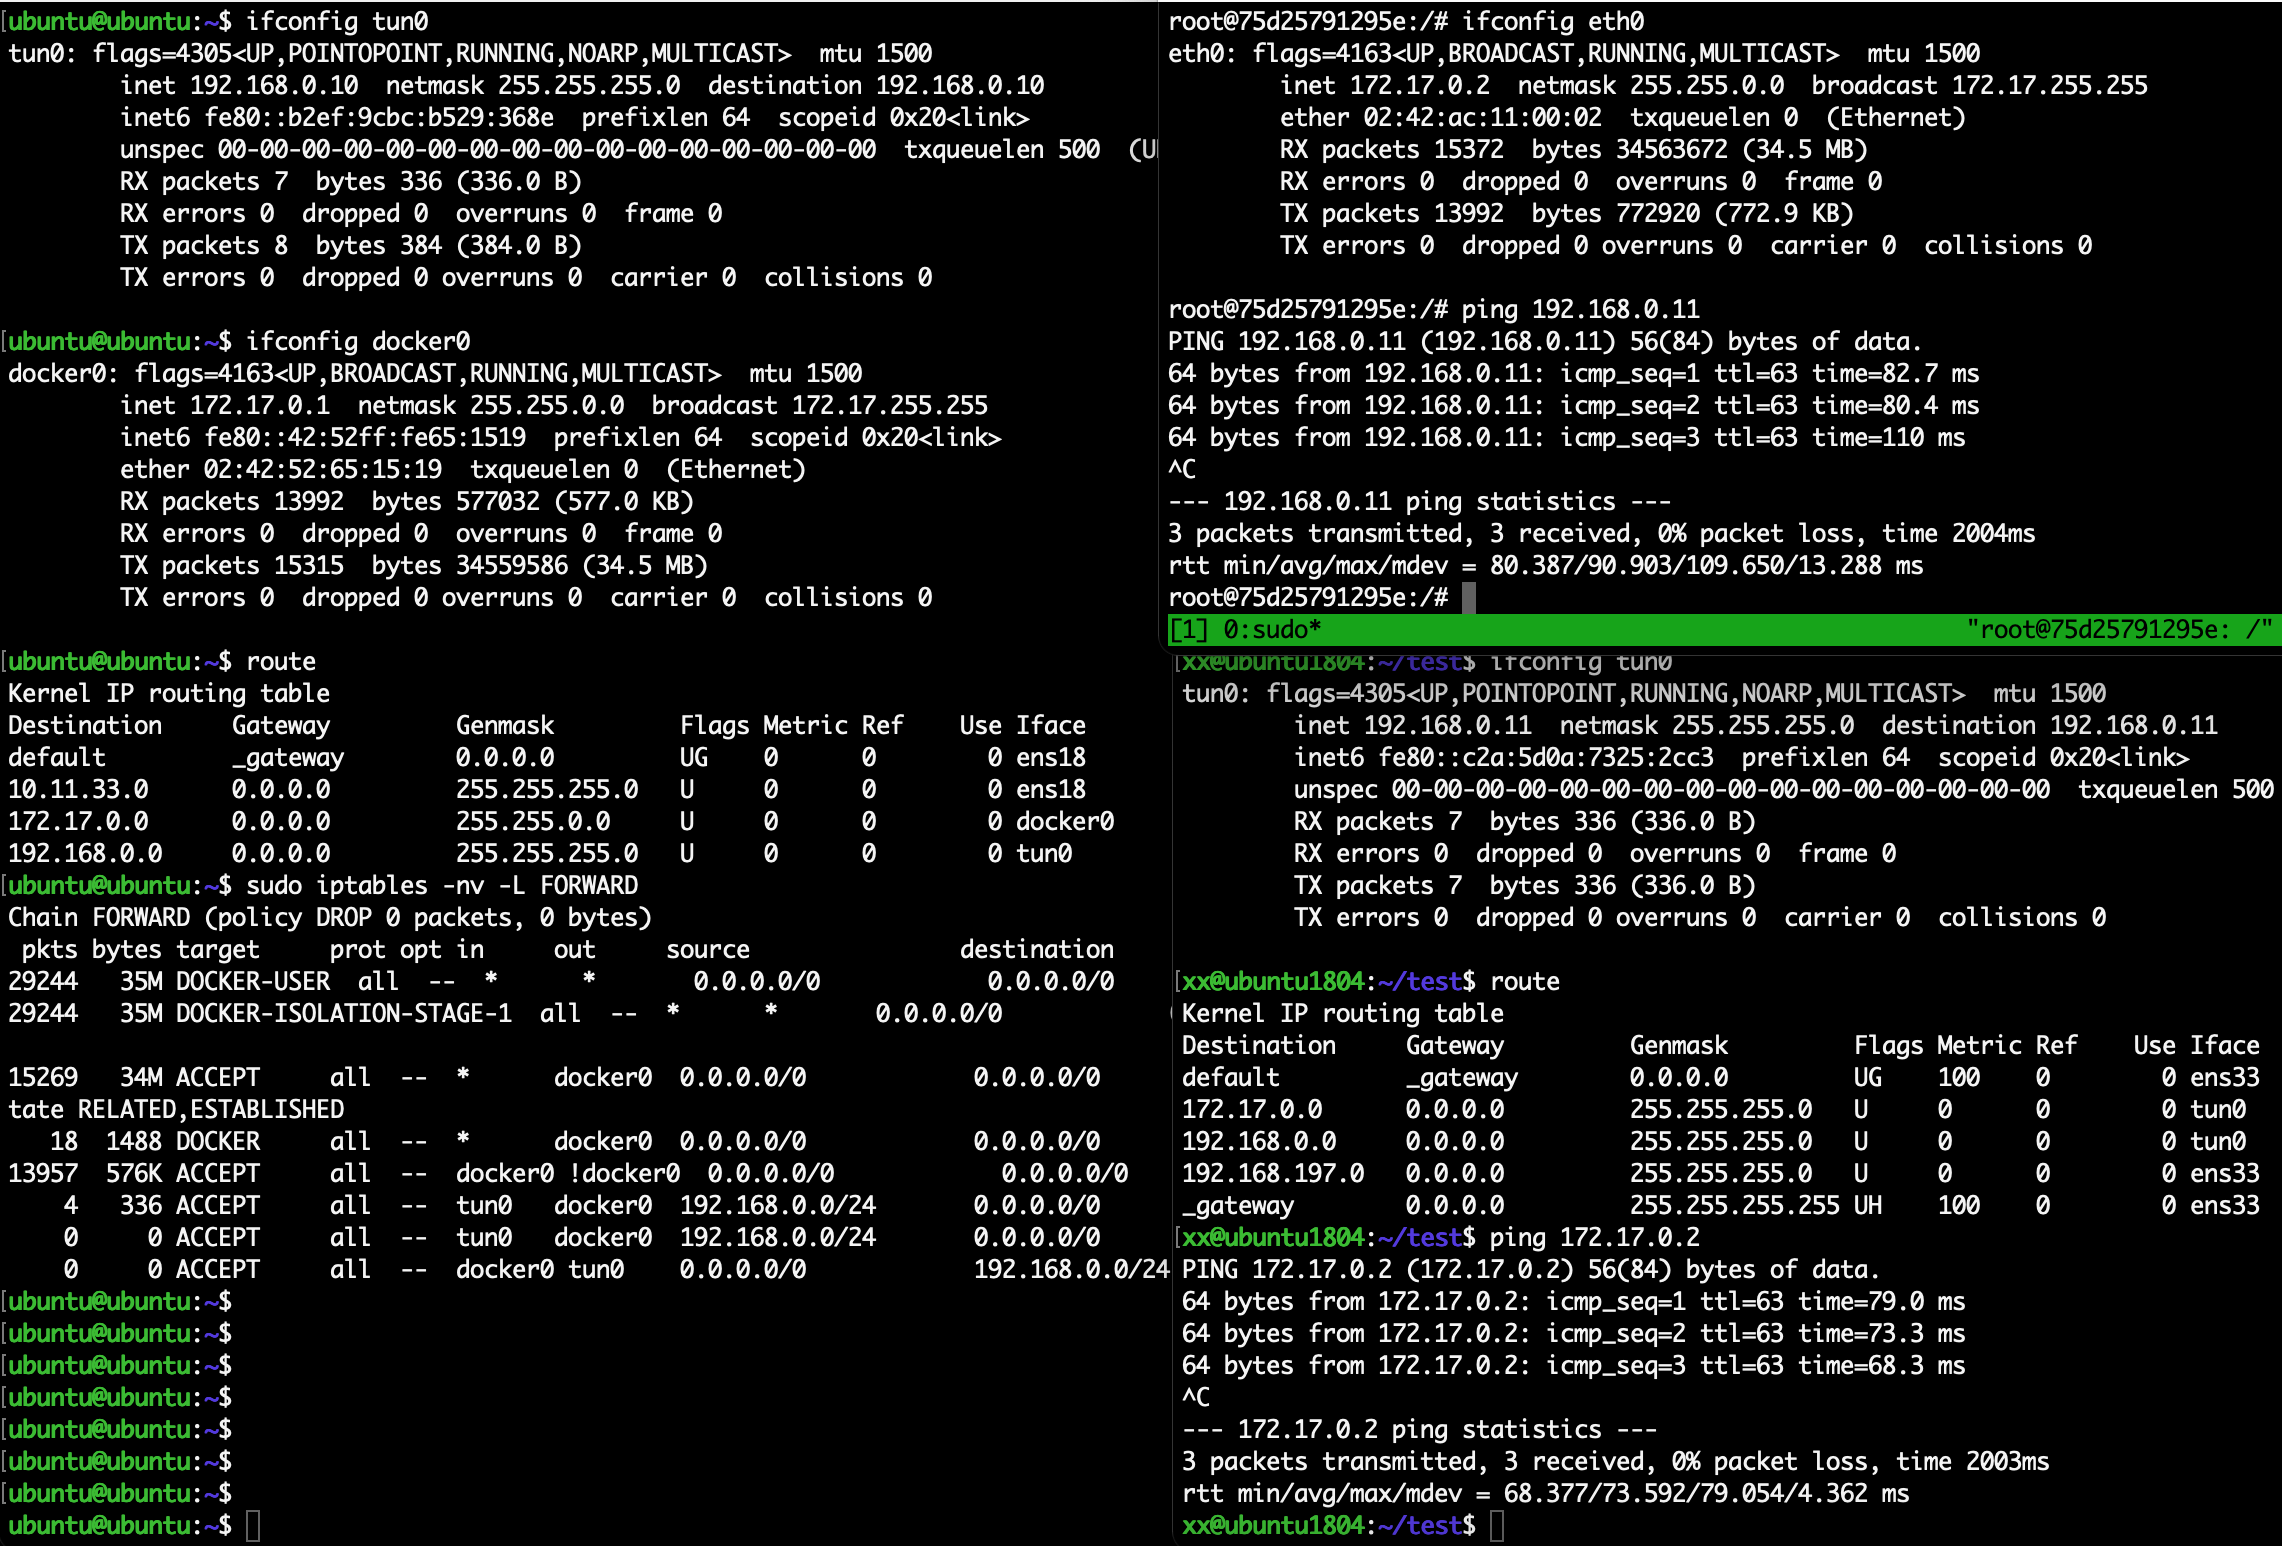 [ubuntu@ubuntu:~$ ifconfig tun0
tun0: flags=4305<UP,POINTOPOINT,RUNNING,NOARP,MULTICAST>  mtu 1500
        inet 192.168.0.10  netmask 255.255.255.0  destination 192.168.0.10
        inet6 fe80::b2ef:9cbc:b529:368e  prefixlen 64  scopeid 0x20<link>
        unspec 00-00-00-00-00-00-00-00-00-00-00-00-00-00-00-00  txqueuelen 500
        RX packets 7  bytes 336 (336.0 B)
        RX errors 0  dropped 0  overruns 0  frame 0
        TX packets 8  bytes 384 (384.0 B)
        TX errors 0  dropped 0 overruns 0  carrier 0  collisions 0
[ubuntu@ubuntu:~$ ifconfig docker0
docker0: flags=4163<UP,BROADCAST,RUNNING,MULTICAST>  mtu 1500
        inet 172.17.0.1  netmask 255.255.0.0  broadcast 172.17.255.255
        inet6 fe80::42:52ff:fe65:1519  prefixlen 64  scopeid 0x20<link>
        ether 02:42:52:65:15:19  txqueuelen 0  (Ethernet)
        RX packets 13992  bytes 577032 (577.0 KB)
        RX errors 0  dropped 0  overruns 0  frame 0
        TX packets 15315  bytes 34559586 (34.5 MB)
        TX errors 0  dropped 0 overruns 0  carrier 0  collisions 0
[ubuntu@ubuntu:~$ route
Kernel IP routing table
Destination     Gateway         Genmask         Flags Metric Ref    Use Iface
default         _gateway        0.0.0.0         UG    0      0        0 ens18
10.11.33.0      0.0.0.0         255.255.255.0   U     0      0        0 ens18
172.17.0.0      0.0.0.0         255.255.0.0     U     0      0        0 docker0
192.168.0.0     0.0.0.0         255.255.255.0   U     0      0        0 tun0
[ubuntu@ubuntu:~$ sudo iptables -nv -L FORWARD
Chain FORWARD (policy DROP 0 packets, 0 bytes)
 pkts bytes target     prot opt in     out     source               destination
29244   35M DOCKER-USER  all  --  *      *       0.0.0.0/0            0.0.0.0/0
29244   35M DOCKER-ISOLATION-STAGE-1  all  --  *      *       0.0.0.0/0
15269   34M ACCEPT     all  --  *      docker0  0.0.0.0/0            0.0.0.0/0
tate RELATED,ESTABLISHED
   18  1488 DOCKER     all  --  *      docker0  0.0.0.0/0            0.0.0.0/0
13957  576K ACCEPT     all  --  docker0 !docker0  0.0.0.0/0            0.0.0.0/0
    4   336 ACCEPT     all  --  tun0   docker0  192.168.0.0/24       0.0.0.0/0
    0     0 ACCEPT     all  --  tun0   docker0  192.168.0.0/24       0.0.0.0/0
    0     0 ACCEPT     all  --  docker0 tun0    0.0.0.0/0            192.168.0.0/24
[ubuntu@ubuntu:~$
[ubuntu@ubuntu:~$
[ubuntu@ubuntu:~$
[ubuntu@ubuntu:~$
[ubuntu@ubuntu:~$
[ubuntu@ubuntu:~$
[ubuntu@ubuntu:~$
ubuntu@ubuntu:~$
root@75d25791295e:/# ifconfig eth0
eth0: flags=4163<UP,BROADCAST,RUNNING,MULTICAST>  mtu 1500
        inet 172.17.0.2  netmask 255.255.0.0  broadcast 172.17.255.255
        ether 02:42:ac:11:00:02  txqueuelen 0  (Ethernet)
        RX packets 15372  bytes 34563672 (34.5 MB)
        RX errors 0  dropped 0  overruns 0  frame 0
        TX packets 13992  bytes 772920 (772.9 KB)
        TX errors 0  dropped 0 overruns 0  carrier 0  collisions 0
root@75d25791295e:/# ping 192.168.0.11
PING 192.168.0.11 (192.168.0.11) 56(84) bytes of data.
64 bytes from 192.168.0.11: icmp_seq=1 ttl=63 time=82.7 ms
64 bytes from 192.168.0.11: icmp_seq=2 ttl=63 time=80.4 ms
64 bytes from 192.168.0.11: icmp_seq=3 ttl=63 time=110 ms
^C
--- 192.168.0.11 ping statistics ---
3 packets transmitted, 3 received, 0% packet loss, time 2004ms
rtt min/avg/max/mdev = 80.387/90.903/109.650/13.288 ms
root@75d25791295e:/#
[1] 0:sudo*                                              "root@75d25791295e: /"
[xx@ubuntu1804:~/test$ ifconfig tun0
tun0: flags=4305<UP,POINTOPOINT,RUNNING,NOARP,MULTICAST>  mtu 1500
        inet 192.168.0.11  netmask 255.255.255.0  destination 192.168.0.11
        inet6 fe80::c2a:5d0a:7325:2cc3  prefixlen 64  scopeid 0x20<link>
        unspec 00-00-00-00-00-00-00-00-00-00-00-00-00-00-00-00  txqueuelen 500
        RX packets 7  bytes 336 (336.0 B)
        RX errors 0  dropped 0  overruns 0  frame 0
        TX packets 7  bytes 336 (336.0 B)
        TX errors 0  dropped 0 overruns 0  carrier 0  collisions 0
[xx@ubuntu1804:~/test$ route
Kernel IP routing table
Destination     Gateway         Genmask         Flags Metric Ref    Use Iface
default         _gateway        0.0.0.0         UG    100    0        0 ens33
172.17.0.0      0.0.0.0         255.255.255.0   U     0      0        0 tun0
192.168.0.0     0.0.0.0         255.255.255.0   U     0      0        0 tun0
192.168.197.0   0.0.0.0         255.255.255.0   U     0      0        0 ens33
_gateway        0.0.0.0         255.255.255.255 UH    100    0        0 ens33
[xx@ubuntu1804:~/test$ ping 172.17.0.2
PING 172.17.0.2 (172.17.0.2) 56(84) bytes of data.
64 bytes from 172.17.0.2: icmp_seq=1 ttl=63 time=79.0 ms
64 bytes from 172.17.0.2: icmp_seq=2 ttl=63 time=73.3 ms
64 bytes from 172.17.0.2: icmp_seq=3 ttl=63 time=68.3 ms
^C
--- 172.17.0.2 ping statistics ---
3 packets transmitted, 3 received, 0% packet loss, time 2003ms
rtt min/avg/max/mdev = 68.377/73.592/79.054/4.362 ms
xx@ubuntu1804:~/test$